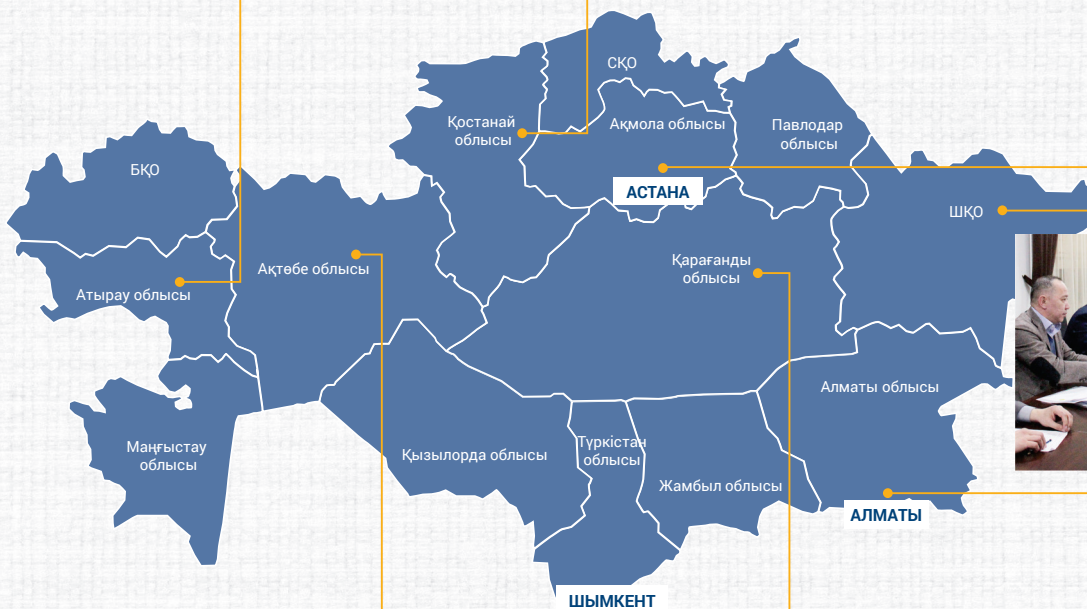 СҚО
Қостанай
облысы
Ақмола облысы
Павлодар
облысы
БҚО
АСТАНА
ШҚО
Ақтөбе облысы
Қарағанды
облысы
Атырау облысы
Алматы облысы
Маңғыстау
облысы
Қызылорда облысы
Түркістан
облысы
Жамбыл облысы
АЛМАТЫ
ШЫМКЕНТ